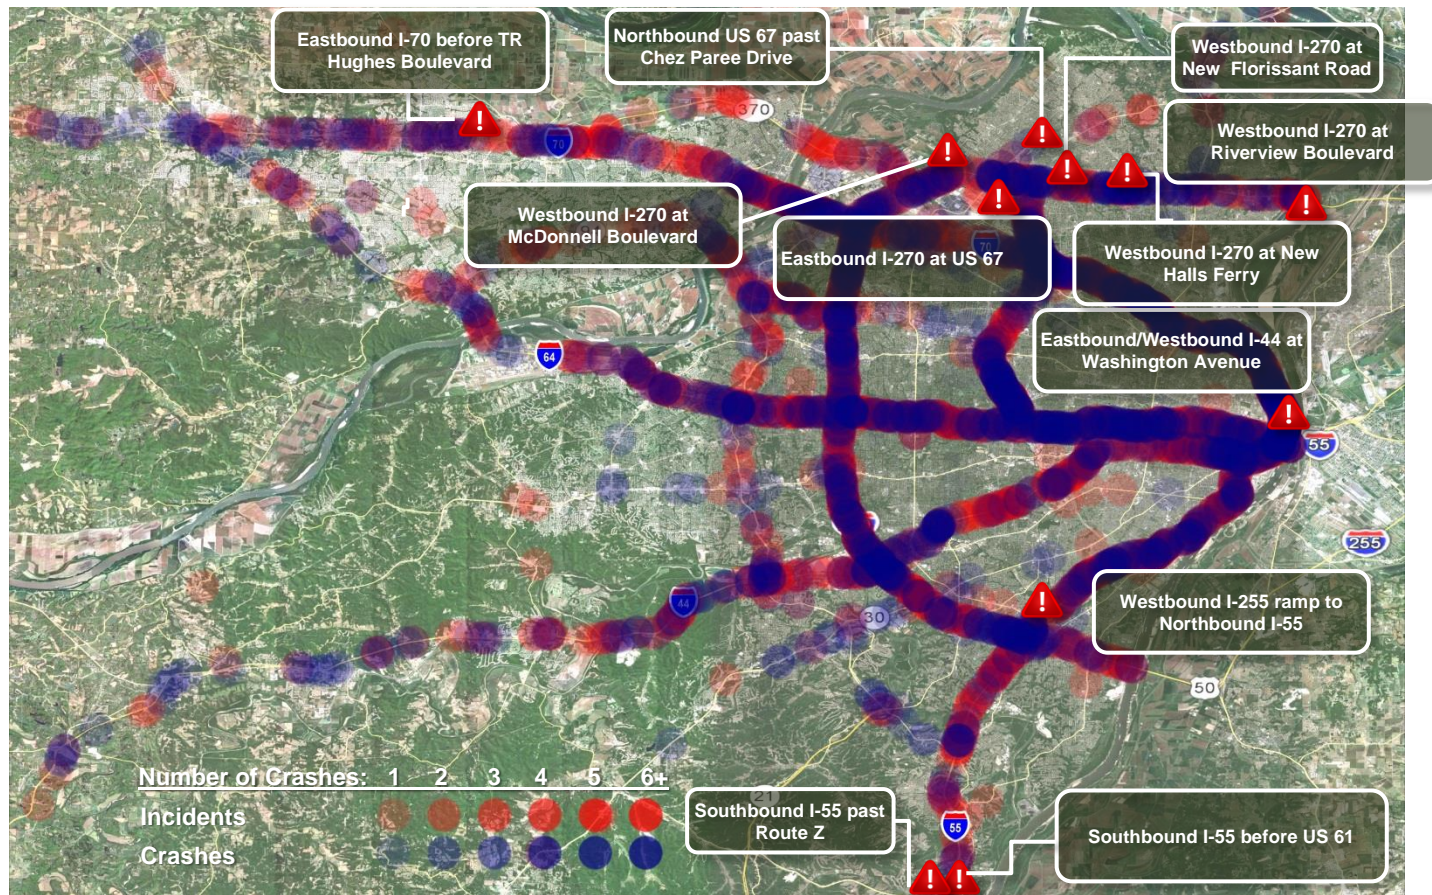 Eastbound I-70 before TR
Hughes Boulevard
Northbound US 67 past
Chez Paree Drive
Westbound I-270 at
New Florissant Road
Westbound I-270 at
Riverview Boulevard
370
70
Westbound I-270 at
McDonnell Boulevard
70
Eastbound I-270 at US 67
Westbound I-270 at New
Halls Ferry
Eastbound/Westbound I-44 at
Washington Avenue
64
55
255
44
30
Westbound I-255 ramp to
Northbound I-55
50
Number of Crashes: 1 2 3 4 5 6+
Incidents
Crashes
21
Southbound I-55 past
Route Z
55
Southbound I-55 before US 61